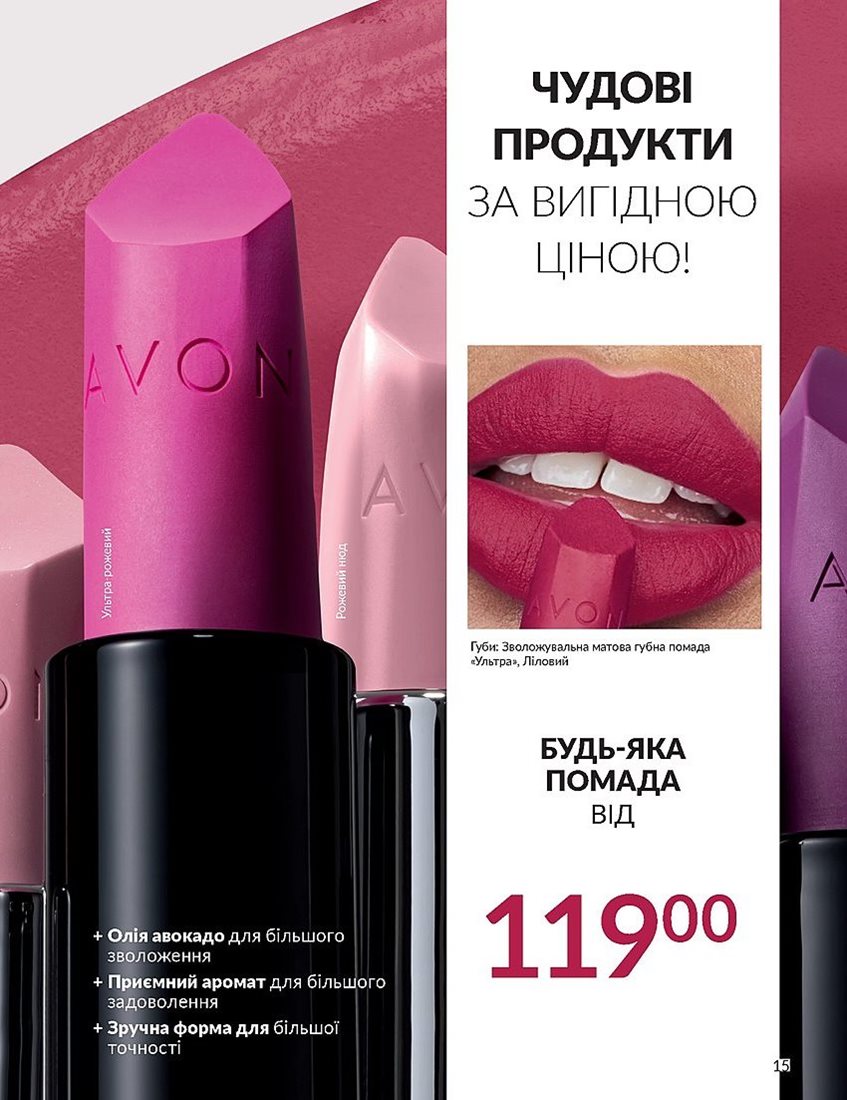 ЧУДОВІ
ПРОДУКТИ
ЗА ВИГІДНОЮ
ЦІНОЮ!
AVON
AV
AVON
A
Ультра-рожевий
Рожевий нюд
Губи: Зволожувальна матова губна помада
«Ультра», Ліловий
БУДЬ-ЯКА
ПОМАДА
ВІД
119⁰⁰
+ Олія авокадо для більшого
зволоження
+ Приємний аромат для більшого
задоволення
+ Зручна форма для більшої
точності
15